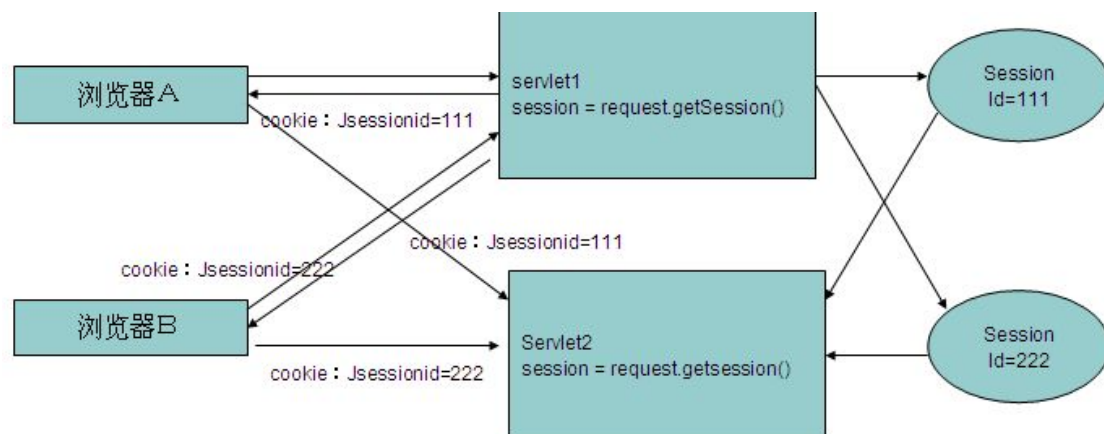 浏览器A
servlet1
session = request.getSession()
Session
Id=111
cookie：Jsessionid=111
cookie：Jsessionid=111
cookie：Jsessionid=222
浏览器B
Servlet2
session = request.getsession()
Session
Id=222
cookie：Jsessionid=222